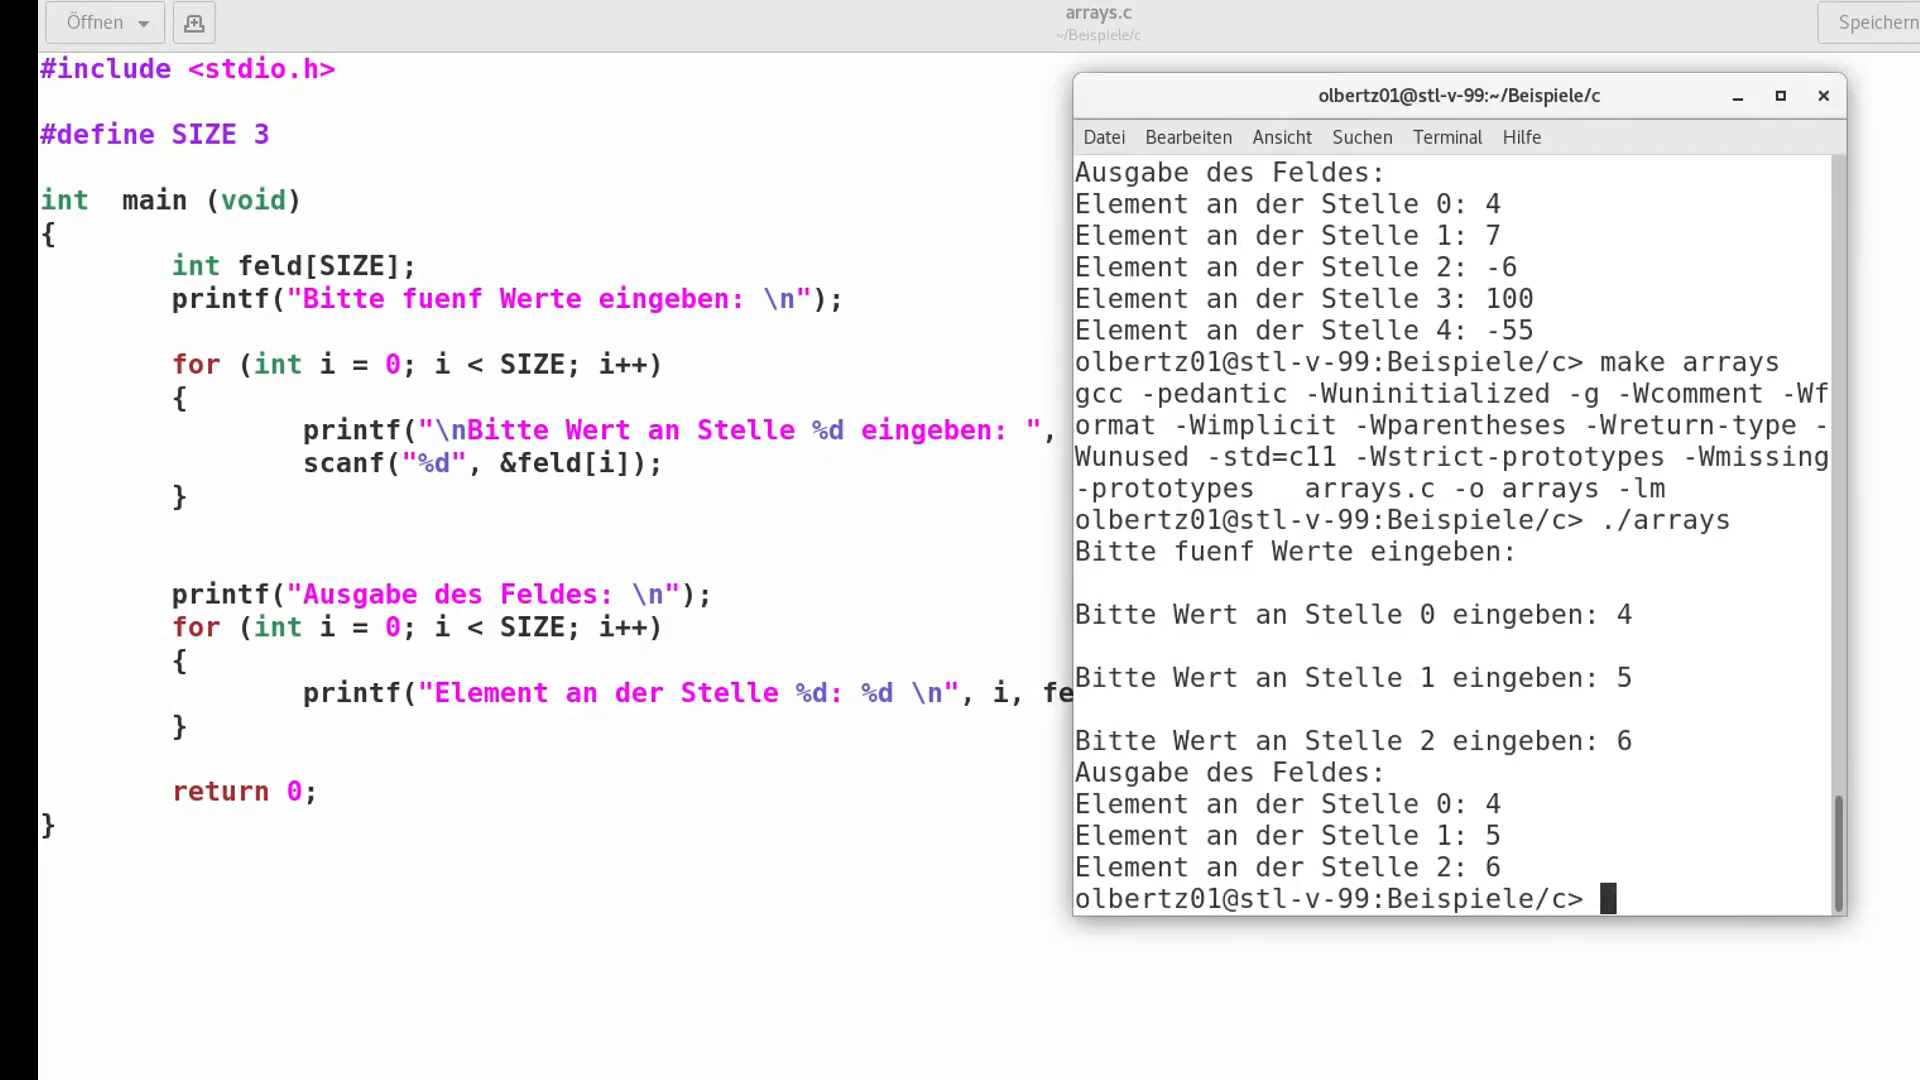 Öffnen
arrays.c
~/Beispiele/c
Speichern
#include <stdio.h>
#define SIZE 3
int  main (void)
{
int feld[SIZE];
printf("Bitte fuenf Werte eingeben: \n");
for (int i = 0; i < SIZE; i++)
{
printf("\nBitte Wert an Stelle %d eingeben: ",
scanf("%d", &feld[i]);
}
printf("Ausgabe des Feldes: \n");
for (int i = 0; i < SIZE; i++)
{
printf("Element an der Stelle %d: %d \n", i, fe
}
return 0;
}
olbertz01@stl-v-99:~/Beispiele/c
Datei Bearbeiten Ansicht Suchen Terminal Hilfe
Ausgabe des Feldes:
Element an der Stelle 0: 4
Element an der Stelle 1: 7
Element an der Stelle 2: -6
Element an der Stelle 3: 100
Element an der Stelle 4: -55
olbertz01@stl-v-99:Beispiele/c> make arrays
gcc -pedantic -Wuninitialized -g -Wcomment -Wf
ormat -Wimplicit -Wparentheses -Wreturn-type -
Wunused -std=c11 -Wstrict-prototypes -Wmissing
-prototypes   arrays.c -o arrays -lm
olbertz01@stl-v-99:Beispiele/c> ./arrays
Bitte fuenf Werte eingeben:
Bitte Wert an Stelle 0 eingeben: 4
Bitte Wert an Stelle 1 eingeben: 5
Bitte Wert an Stelle 2 eingeben: 6
Ausgabe des Feldes:
Element an der Stelle 0: 4
Element an der Stelle 1: 5
Element an der Stelle 2: 6
olbertz01@stl-v-99:Beispiele/c>